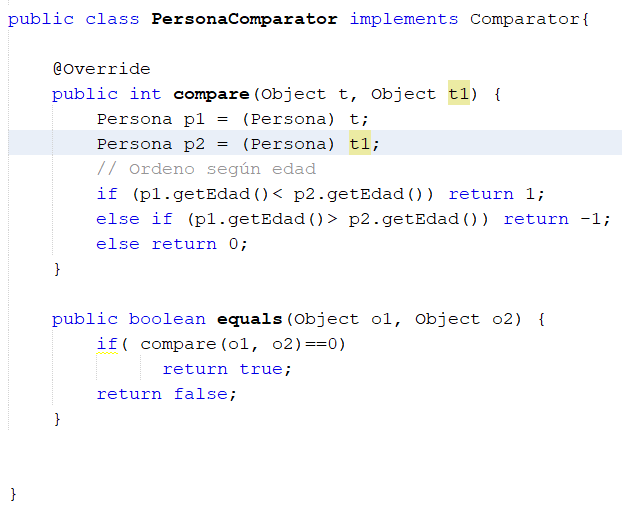 public class PersonaComparator implements Comparator{
@Override
public int compare(Object t, Object t1) {
Persona p1 = (Persona) t;
Persona p2 = (Persona) t1;
// Ordeno según edad
if (p1.getEdad()< p2.getEdad()) return 1;
else if (p1.getEdad()> p2.getEdad()) return -1;
else return 0;
}
public boolean equals(Object o1, Object o2) {
if( compare(o1, o2)==0)
return true;
return false;
}
}